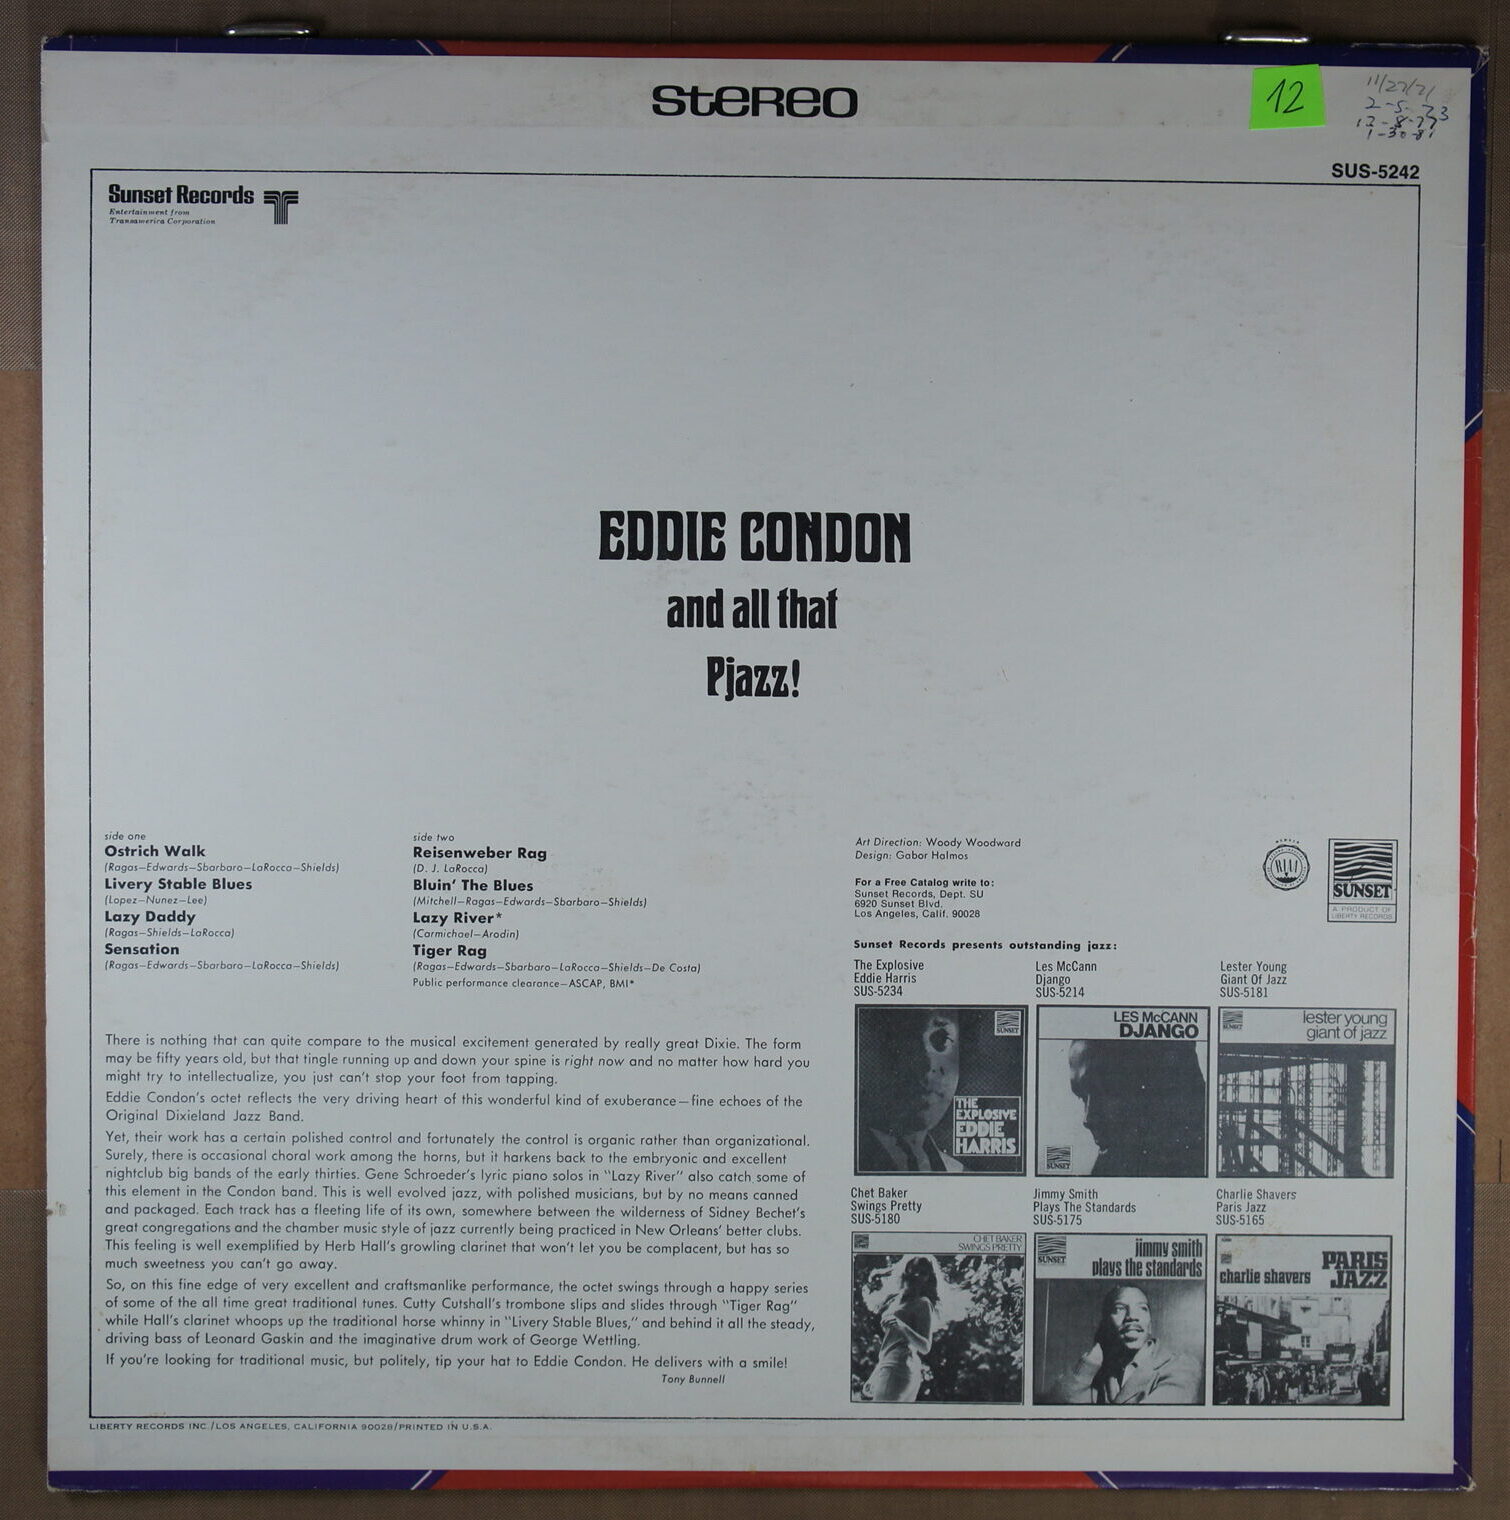 stereo
12
11/27/71
2-5-73
12-8-77
1-30-81
SUS-5242
Sunset Records
Entertainment from
Transamerica Corporation
EDDIE CONDON
and all that
Pjazz!
side one
Ostrich Walk
(Ragas—Edwards—Sbarbaro—LaRocca—Shields)
Livery Stable Blues
(Lopez—Nunez—Lee)
Lazy Daddy
(Ragas—Shields—LaRocca)
Sensation
(Ragas—Edwards—Sbarbaro—LaRocca—Shields)
side two
Reisenweber Rag
(D. J. LaRocca)
Bluin' The Blues
(Mitchell—Ragas—Edwards—Sbarbaro—Shields)
Lazy River*
(Carmichael—Arodin)
Tiger Rag
(Ragas—Edwards—Sbarbaro—LaRocca—Shields—De Costa)
Public performance clearance—ASCAP, BMI*
There is nothing that can quite compare to the musical excitement generated by really great Dixie. The form
may be fifty years old, but that tingle running up and down your spine is right now and no matter how hard you
might try to intellectualize, you just can't stop your foot from tapping.
Eddie Condon's octet reflects the very driving heart of this wonderful kind of exuberance—fine echoes of the
Original Dixieland Jazz Band.
Yet, their work has a certain polished control and fortunately the control is organic rather than organizational.
Surely, there is occasional choral work among the horns, but it harkens back to the embryonic and excellent
nightclub big bands of the early thirties. Gene Schroeder's lyric piano solos in "Lazy River" also catch some of
this element in the Condon band. This is well evolved jazz, with polished musicians, but by no means canned
and packaged. Each track has a fleeting life of its own, somewhere between the wilderness of Sidney Bechet's
great congregations and the chamber music style of jazz currently being practiced in New Orleans' better clubs.
This feeling is well exemplified by Herb Hall's growling clarinet that won't let you be complacent, but has so
much sweetness you can't go away.
So, on this fine edge of very excellent and craftsmanlike performance, the octet swings through a happy series
of some of the all time great traditional tunes. Cutty Cutshall's trombone slips and slides through "Tiger Rag"
while Hall's clarinet whoops up the traditional horse whinny in "Livery Stable Blues," and behind it all the steady,
driving bass of Leonard Gaskin and the imaginative drum work of George Wettling.
If you're looking for traditional music, but politely, tip your hat to Eddie Condon. He delivers with a smile!
Tony Bunnell
Art Direction: Woody Woodward
Design: Gabor Halmos
For a Free Catalog write to:
Sunset Records, Dept. SU
6920 Sunset Blvd.
Los Angeles, Calif. 90028
RIAA
SUNSET
A PRODUCT OF
LIBERTY RECORDS
Sunset Records presents outstanding jazz:
The Explosive
Eddie Harris
SUS-5234
Les McCann
Django
SUS-5214
Lester Young
Giant Of Jazz
SUS-5181
SUNSET
THE
EXPLOSIVE
EDDIE
HARRIS
LES McCANN
DJANGO
SUNSET
SUNSET
lester young
giant of jazz
Chet Baker
Swings Pretty
SUS-5180
Jimmy Smith
Plays The Standards
SUS-5175
Charlie Shavers
Paris Jazz
SUS-5165
CHET BAKER
SWINGS PRETTY
SUNSET
jimmy smith
plays the standards
PARIS
JAZZ
charlie shavers
LIBERTY RECORDS INC./LOS ANGELES, CALIFORNIA 90028/PRINTED IN U.S.A.